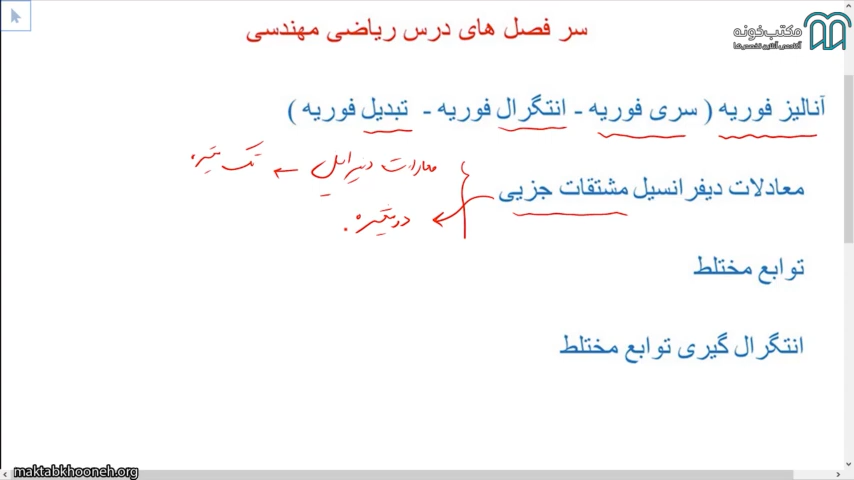 سر فصل های درس ریاضی مهندسی
مکتب‌خونه
آنالیز فوریه ( سری فوریه - انتگرال فوریه - تبدیل فوریه )
معادلات دیفرانسیل ← تک متغیره
معادلات دیفرانسیل مشتقات جزیی
دو متغیره
توابع مختلط
انتگرال گیری توابع مختلط
maktabkhooneh.org